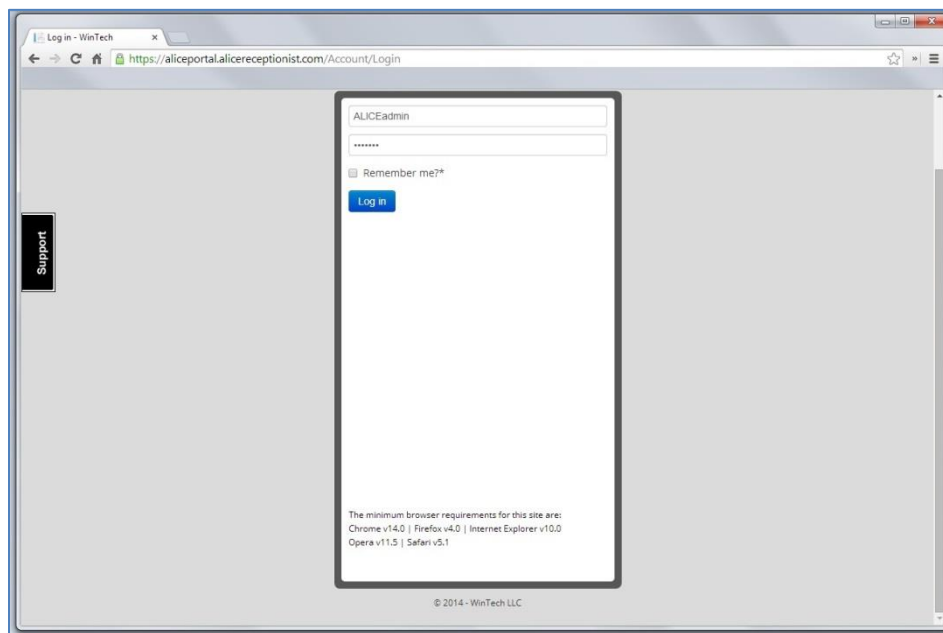 Log in - WinTech
https://aliceportal.alicereceptionist.com/Account/Login
ALICEadmin
•••••••
Remember me?*
Log in
Support
The minimum browser requirements for this site are:
Chrome v14.0 | Firefox v4.0 | Internet Explorer v10.0
Opera v11.5 | Safari v5.1
© 2014 - WinTech LLC